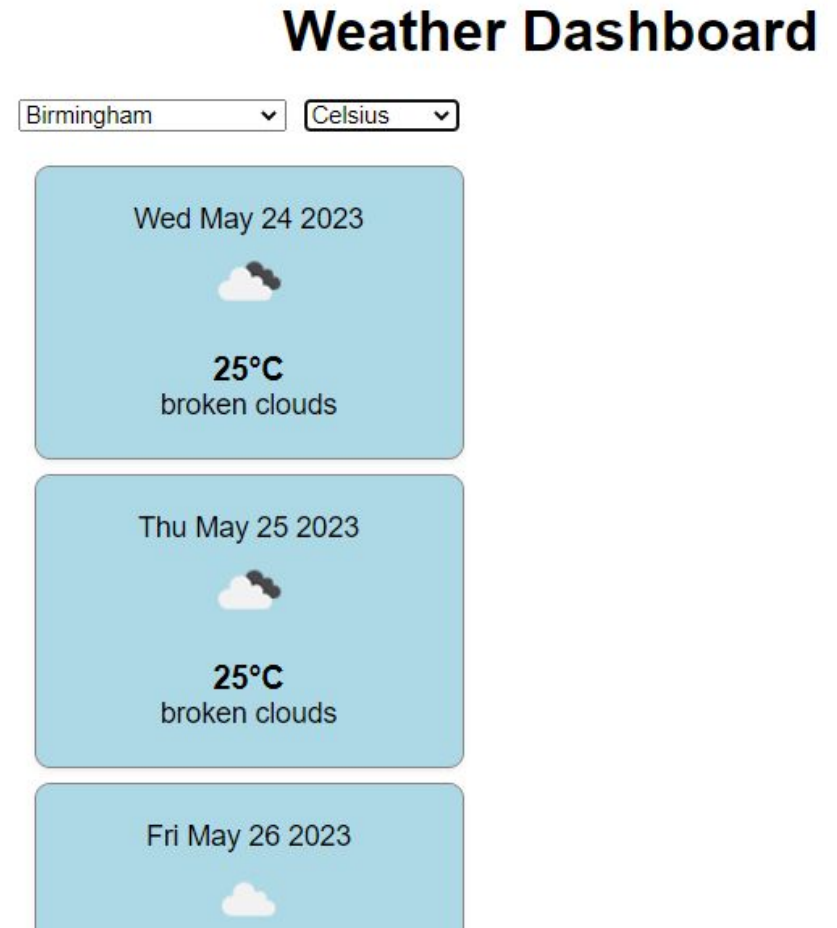 Weather Dashboard
Birmingham Celsius
Wed May 24 2023
25°C
broken clouds
Thu May 25 2023
25°C
broken clouds
Fri May 26 2023